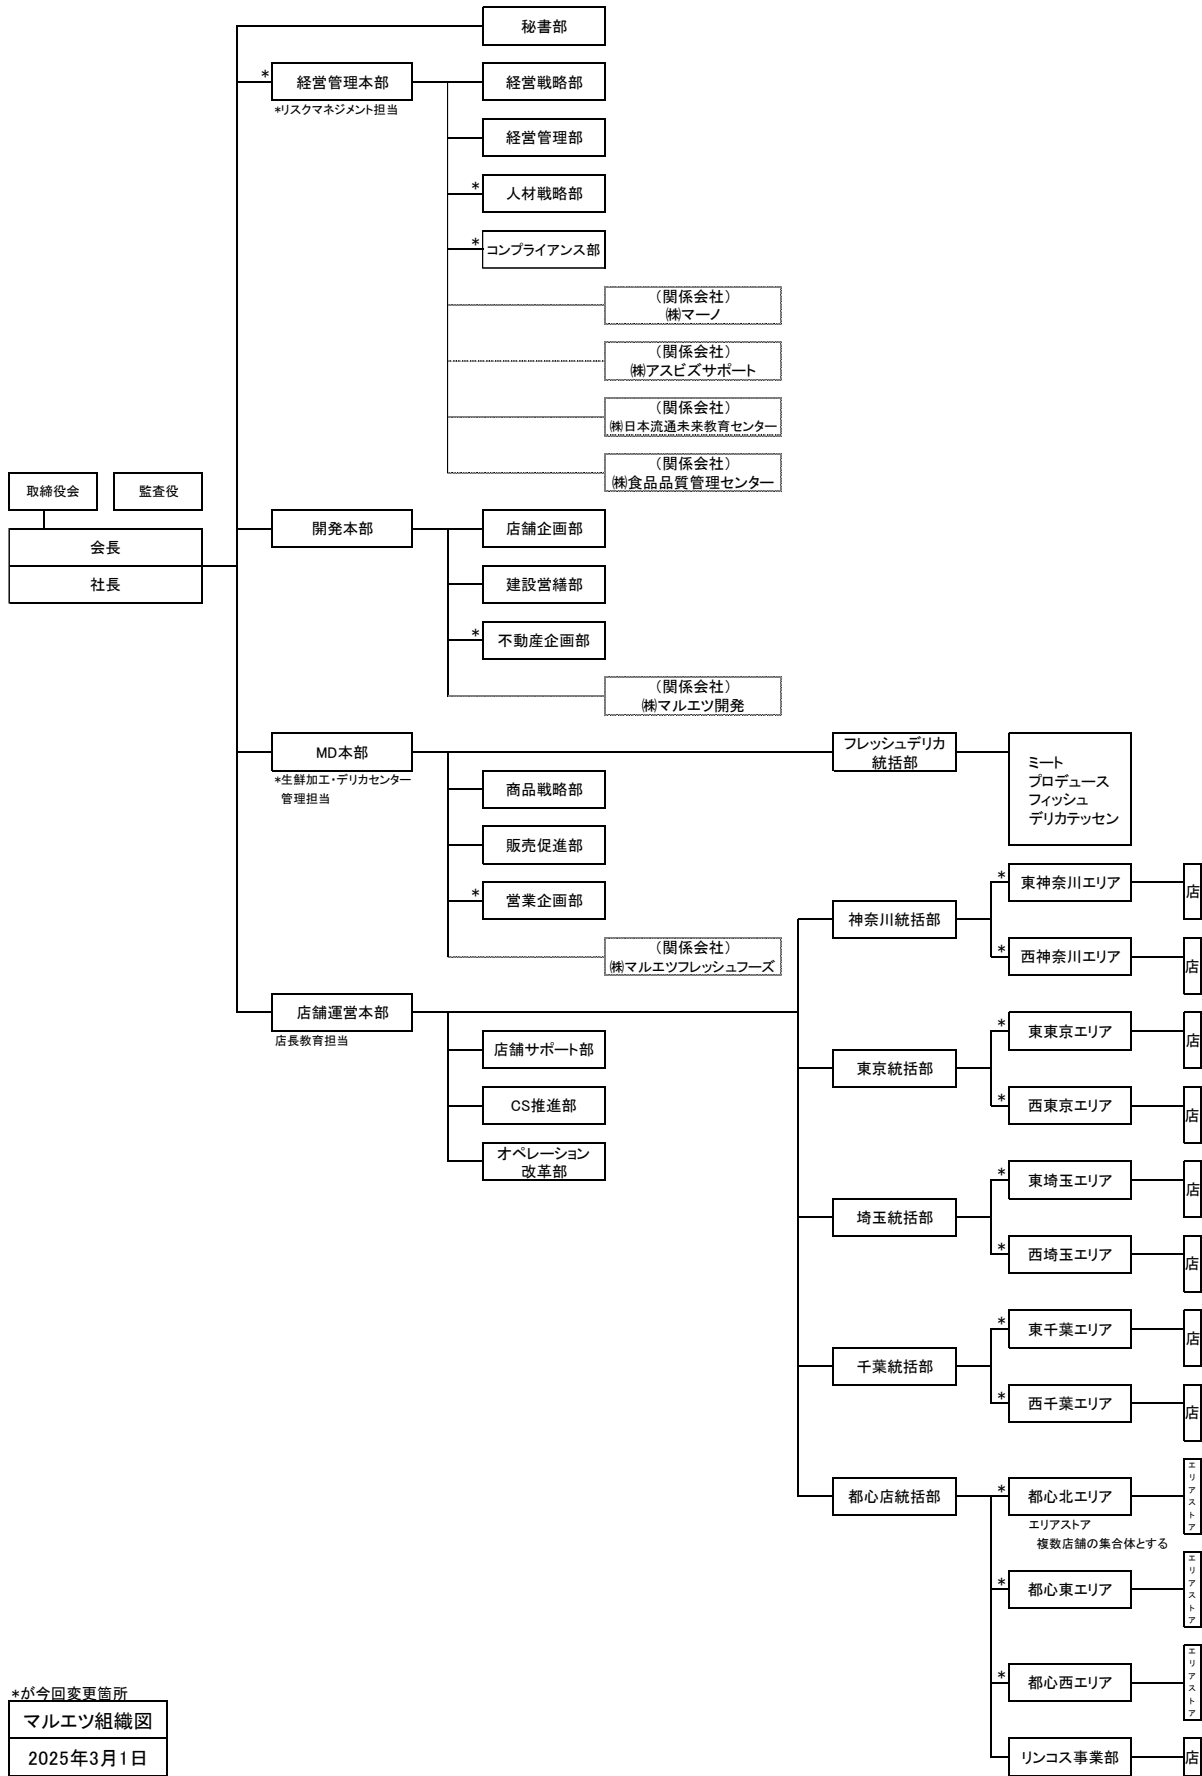 秘書部
*
経営管理本部
*リスクマネジメント担当
経営戦略部
経営管理部
*
人材戦略部
*
コンプライアンス部
（関係会社）
㈱マーノ
（関係会社）
㈱アスビズサポート
（関係会社）
㈱日本流通未来教育センター
（関係会社）
㈱食品品質管理センター
取締役会
監査役
会長
社長
開発本部
店舗企画部
建設営繕部
*
不動産企画部
（関係会社）
㈱マルエツ開発
MD本部
*生鮮加工・デリカセンター
管理担当
フレッシュデリカ
統括部
ミート
プロデュース
フィッシュ
デリカテッセン
商品戦略部
販売促進部
*
営業企画部
（関係会社）
㈱マルエツフレッシュフーズ
店舗運営本部
店長教育担当
店舗サポート部
CS推進部
オペレーション
改革部
神奈川統括部
*
東神奈川エリア
店
*
西神奈川エリア
店
東京統括部
*
東東京エリア
店
*
西東京エリア
店
埼玉統括部
*
東埼玉エリア
店
*
西埼玉エリア
店
千葉統括部
*
東千葉エリア
店
*
西千葉エリア
店
都心店統括部
*
都心北エリア
エリアストア
複数店舗の集合体とする
エリアストア
*
都心東エリア
エリアストア
*
都心西エリア
エリアストア
リンコス事業部
店
*が今回変更箇所
マルエツ組織図
2025年3月1日